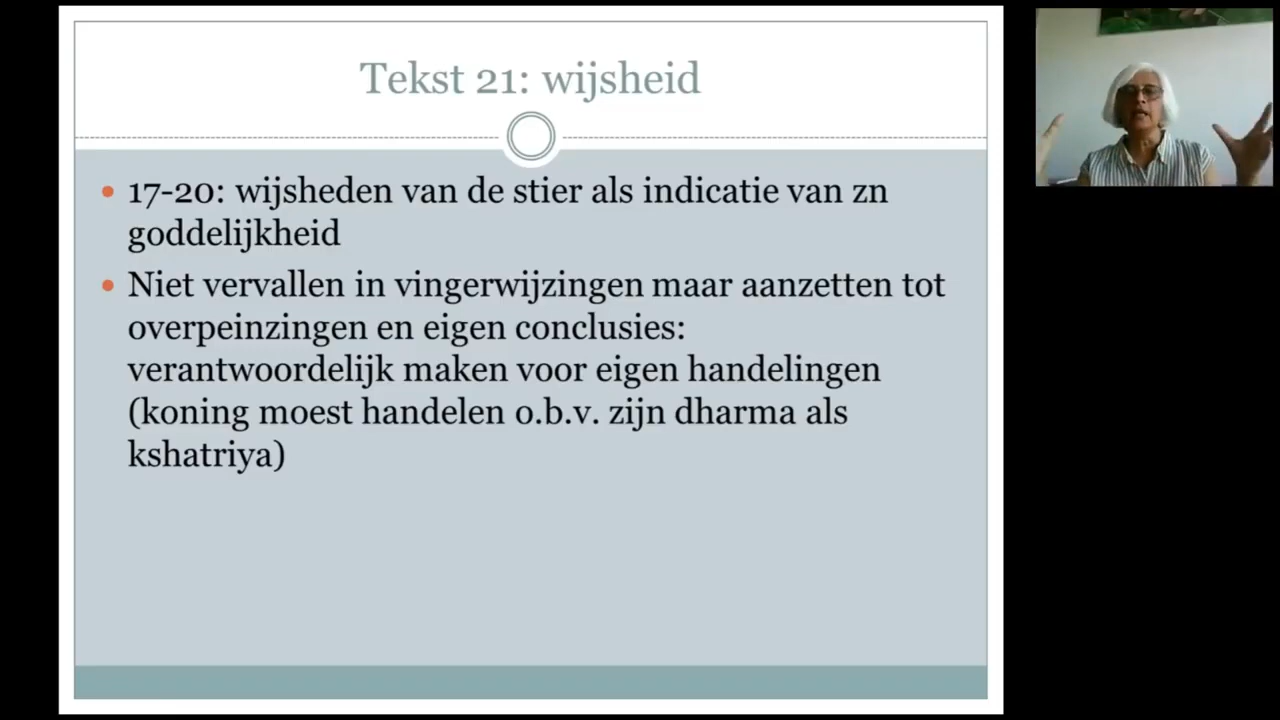 Tekst 21: wijsheid
17-20: wijsheden van de stier als indicatie van zn
goddelijkheid
Niet vervallen in vingerwijzingen maar aanzetten tot
overpeinzingen en eigen conclusies:
verantwoordelijk maken voor eigen handelingen
(koning moest handelen o.b.v. zijn dharma als
kshatriya)